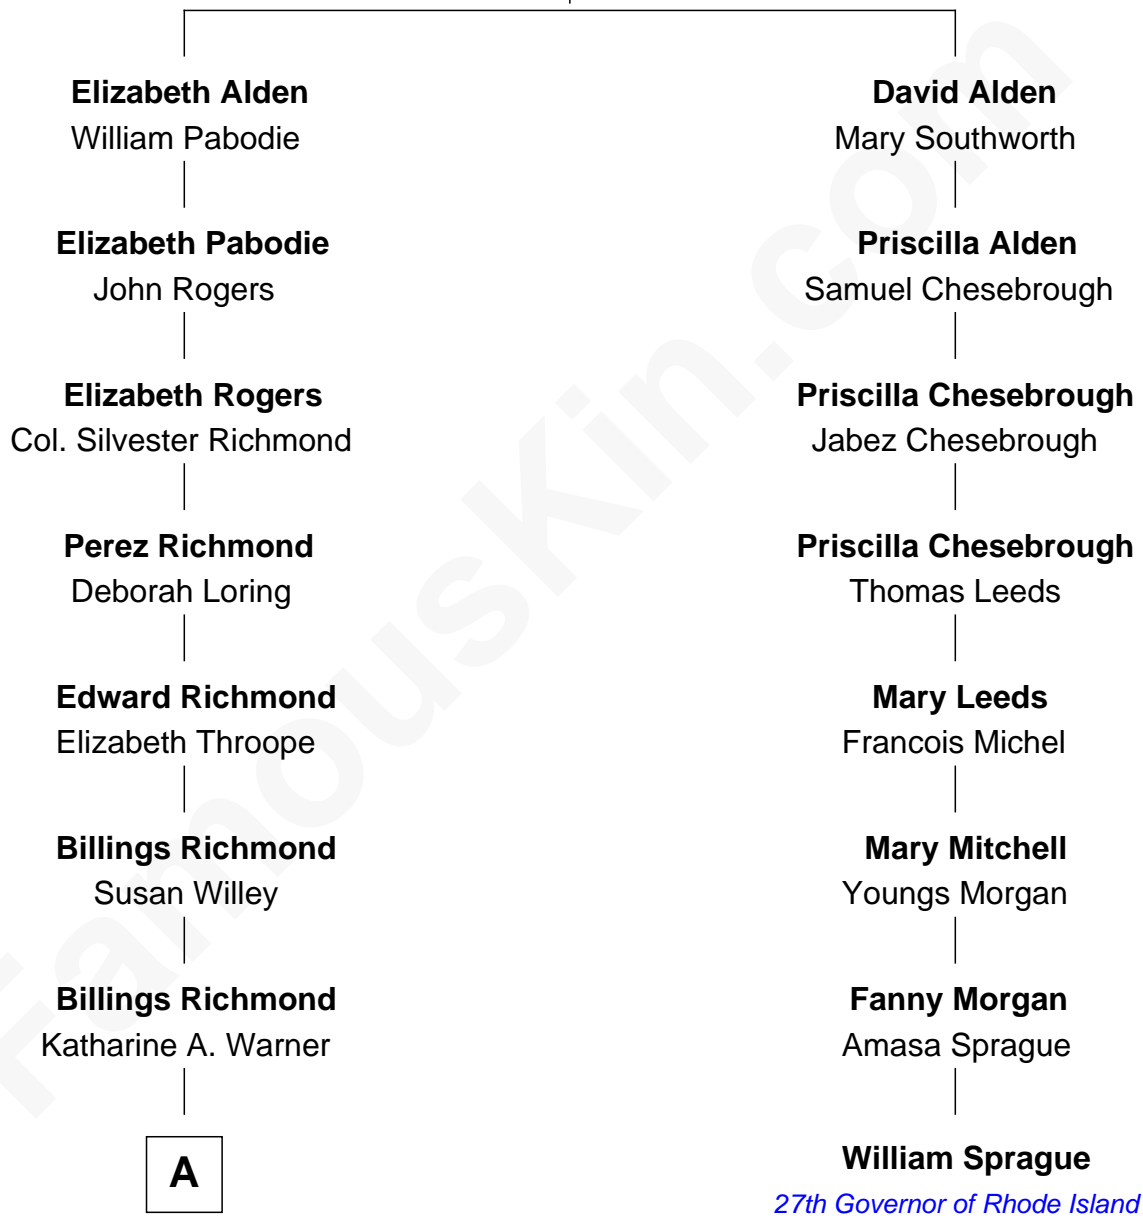 Elizabeth Alden
William Pabodie
Elizabeth Pabodie
John Rogers
Elizabeth Rogers
Col. Silvester Richmond
Perez Richmond
Deborah Loring
Edward Richmond
Elizabeth Throope
Billings Richmond
Susan Willey
Billings Richmond
Katharine A. Warner
A
David Alden
Mary Southworth
Priscilla Alden
Samuel Chesebrough
Priscilla Chesebrough
Jabez Chesebrough
Priscilla Chesebrough
Thomas Leeds
Mary Leeds
Francois Michel
Mary Mitchell
Youngs Morgan
Fanny Morgan
Amasa Sprague
William Sprague
27th Governor of Rhode Island
FamousKin.com